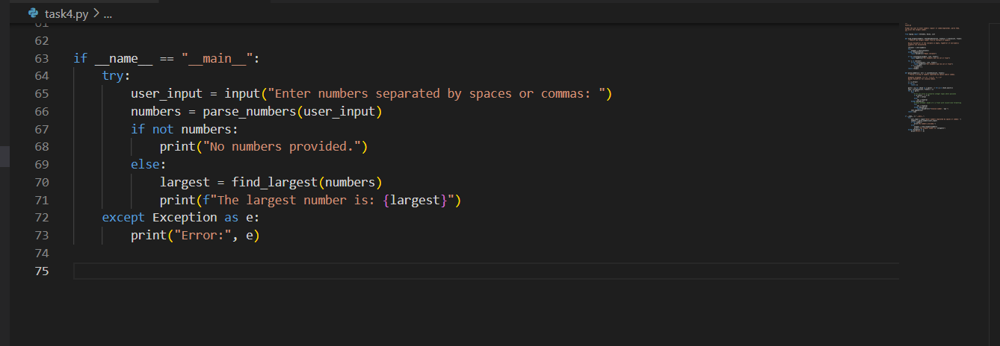 task4.py > ...
61
62
63 if __name__ == "__main__":
64     try:
65         user_input = input("Enter numbers separated by spaces or commas: ")
66         numbers = parse_numbers(user_input)
67         if not numbers:
68             print("No numbers provided.")
69         else:
70             largest = find_largest(numbers)
71             print(f"The largest number is: {largest}")
72     except Exception as e:
73         print("Error:", e)
74
75